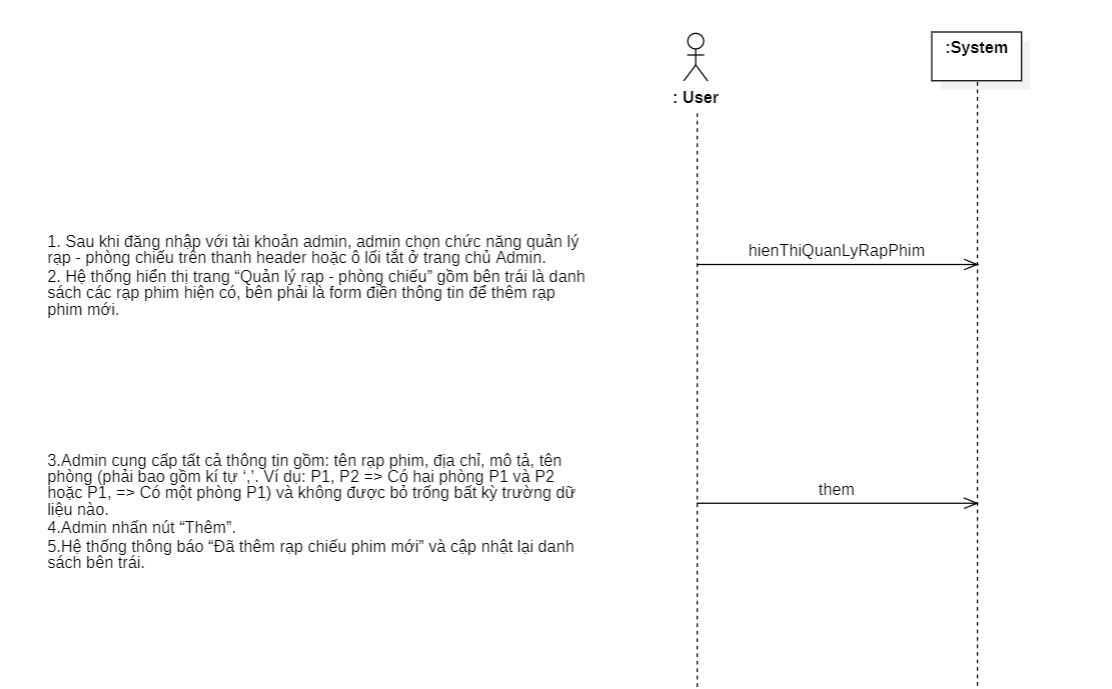 :System
: User
1. Sau khi đăng nhập với tài khoản admin, admin chọn chức năng quản lý
rạp - phòng chiếu trên thanh header hoặc ô lối tắt ở trang chủ Admin.
2. Hệ thống hiển thị trang “Quản lý rạp - phòng chiếu” gồm bên trái là danh
sách các rạp phim hiện có, bên phải là form điền thông tin để thêm rạp
phim mới.
hienThiQuanLyRapPhim
3.Admin cung cấp tất cả thông tin gồm: tên rạp phim, địa chỉ, mô tả, tên
phòng (phải bao gồm kí tự ‘,’. Ví dụ: P1, P2 => Có hai phòng P1 và P2
hoặc P1, => Có một phòng P1) và không được bỏ trống bất kỳ trường dữ
liệu nào.
4.Admin nhấn nút “Thêm”.
5.Hệ thống thông báo “Đã thêm rạp chiếu phim mới” và cập nhật lại danh
sách bên trái.
them